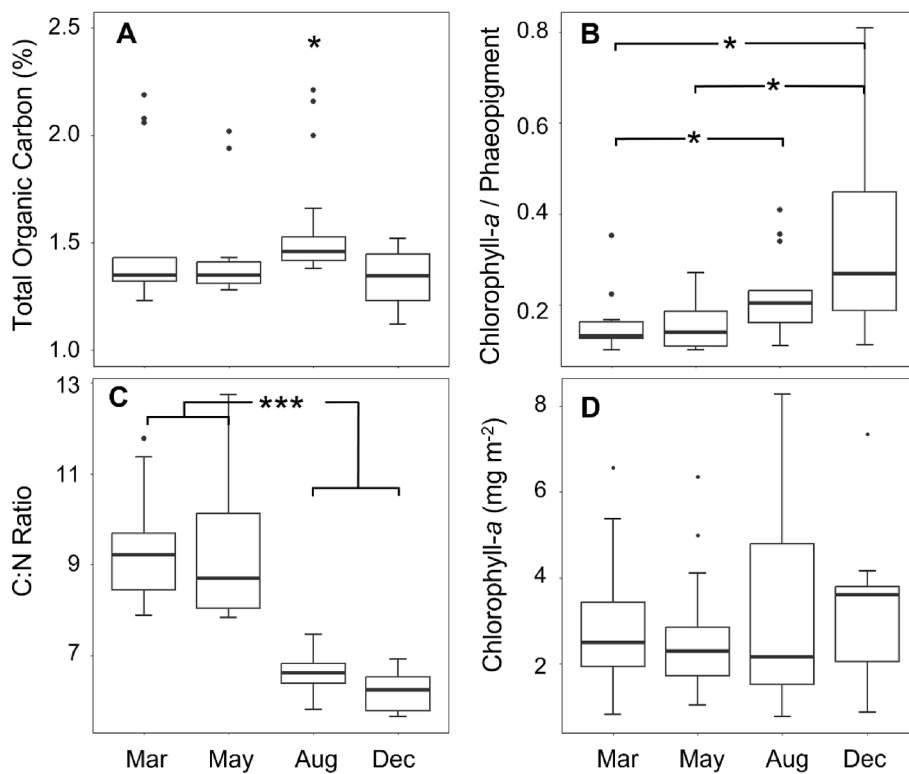 A
Total Organic Carbon (%)
2.5
2.0
1.5
1.0
*
B
Chlorophyll-a / Phaeopigment
0.8
0.6
0.4
0.2
*
*
*
C
C:N Ratio
13
11
9
7
***
Mar May Aug Dec
D
Chlorophyll-a (mg m⁻²)
8
6
4
2
Mar May Aug Dec